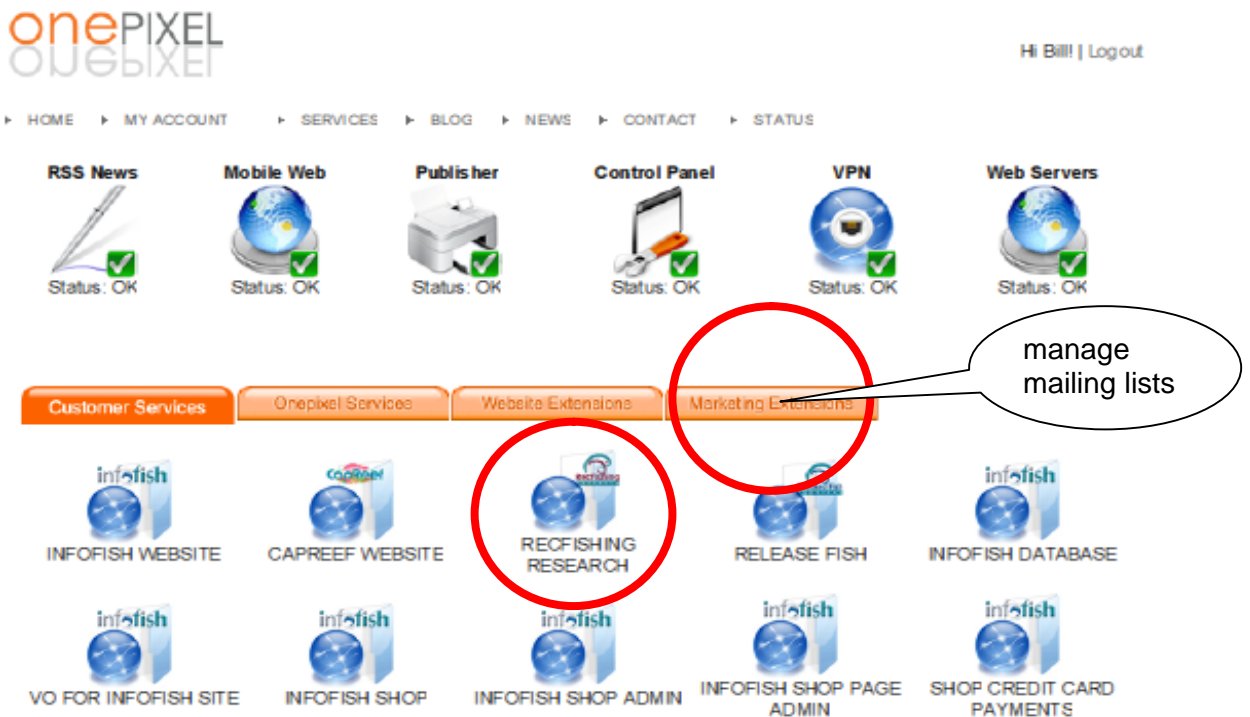 onePIXEL
Hi Bill! | Logout
HOME MY ACCOUNT SERVICES BLOG NEWS CONTACT STATUS
RSS News Mobile Web Publisher Control Panel VPN Web Servers
Status: OK Status: OK Status: OK Status: OK Status: OK Status: OK
manage
mailing lists
Customer Services Onepixel Services Website Extensions Marketing Extensions
infofish CapReef recfishing infofish
INFOFISH WEBSITE CAPREEF WEBSITE RECFISHING RELEASE FISH INFOFISH DATABASE
RESEARCH
infofish infofish infofish infofish infofish
VO FOR INFOFISH SITE INFOFISH SHOP INFOFISH SHOP ADMIN INFOFISH SHOP PAGE SHOP CREDIT CARD
ADMIN PAYMENTS